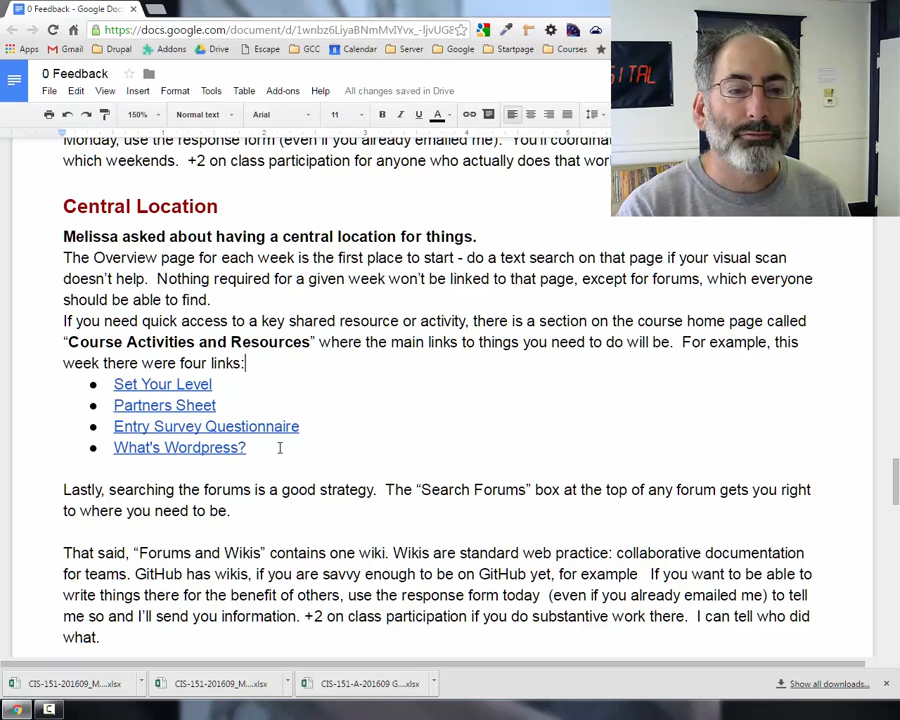 0 Feedback - Google Doc
https://docs.google.com/document/d/1wnbz6LiyaBNmMvIYvx_-ljvUG8
Apps Gmail Drupal Addons Drive Escape GCC Calendar Server Google Startpage Courses
ITAL
0 Feedback
File Edit View Insert Format Tools Table Add-ons Help All changes saved in Drive
150% Normal text Arial 11 B I U A
Monday, use the response form (even if you already emailed me). You'll coordinat
which weekends. +2 on class participation for anyone who actually does that wor
Central Location
Melissa asked about having a central location for things.
The Overview page for each week is the first place to start - do a text search on that page if your visual scan
doesn't help. Nothing required for a given week won't be linked to that page, except for forums, which everyone
should be able to find.
If you need quick access to a key shared resource or activity, there is a section on the course home page called
“Course Activities and Resources” where the main links to things you need to do will be. For example, this
week there were four links:
● Set Your Level
● Partners Sheet
● Entry Survey Questionnaire
● What's Wordpress?
Lastly, searching the forums is a good strategy. The “Search Forums” box at the top of any forum gets you right
to where you need to be.
That said, “Forums and Wikis” contains one wiki. Wikis are standard web practice: collaborative documentation
for teams. GitHub has wikis, if you are savvy enough to be on GitHub yet, for example If you want to be able to
write things there for the benefit of others, use the response form today (even if you already emailed me) to tell
me so and I'll send you information. +2 on class participation if you do substantive work there. I can tell who did
what.
CIS-151-201609_M....xlsx CIS-151-201609_M....xlsx CIS-151-A-201609 G....xlsx Show all downloads...